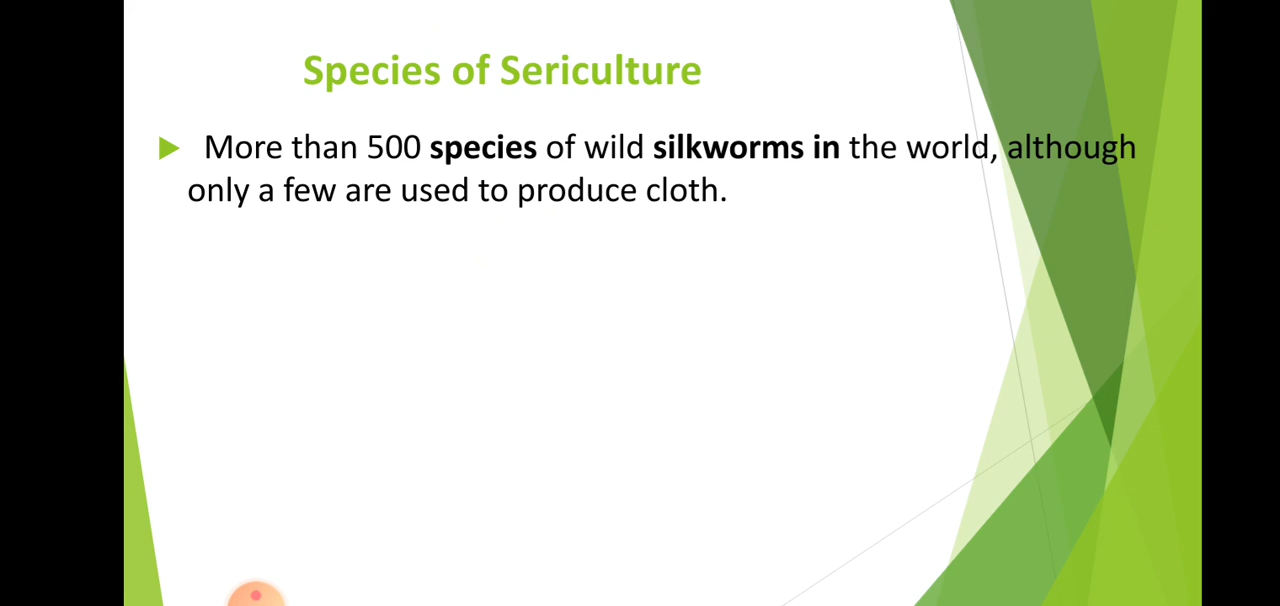 Species of Sericulture
More than 500 species of wild silkworms in the world, although
only a few are used to produce cloth.